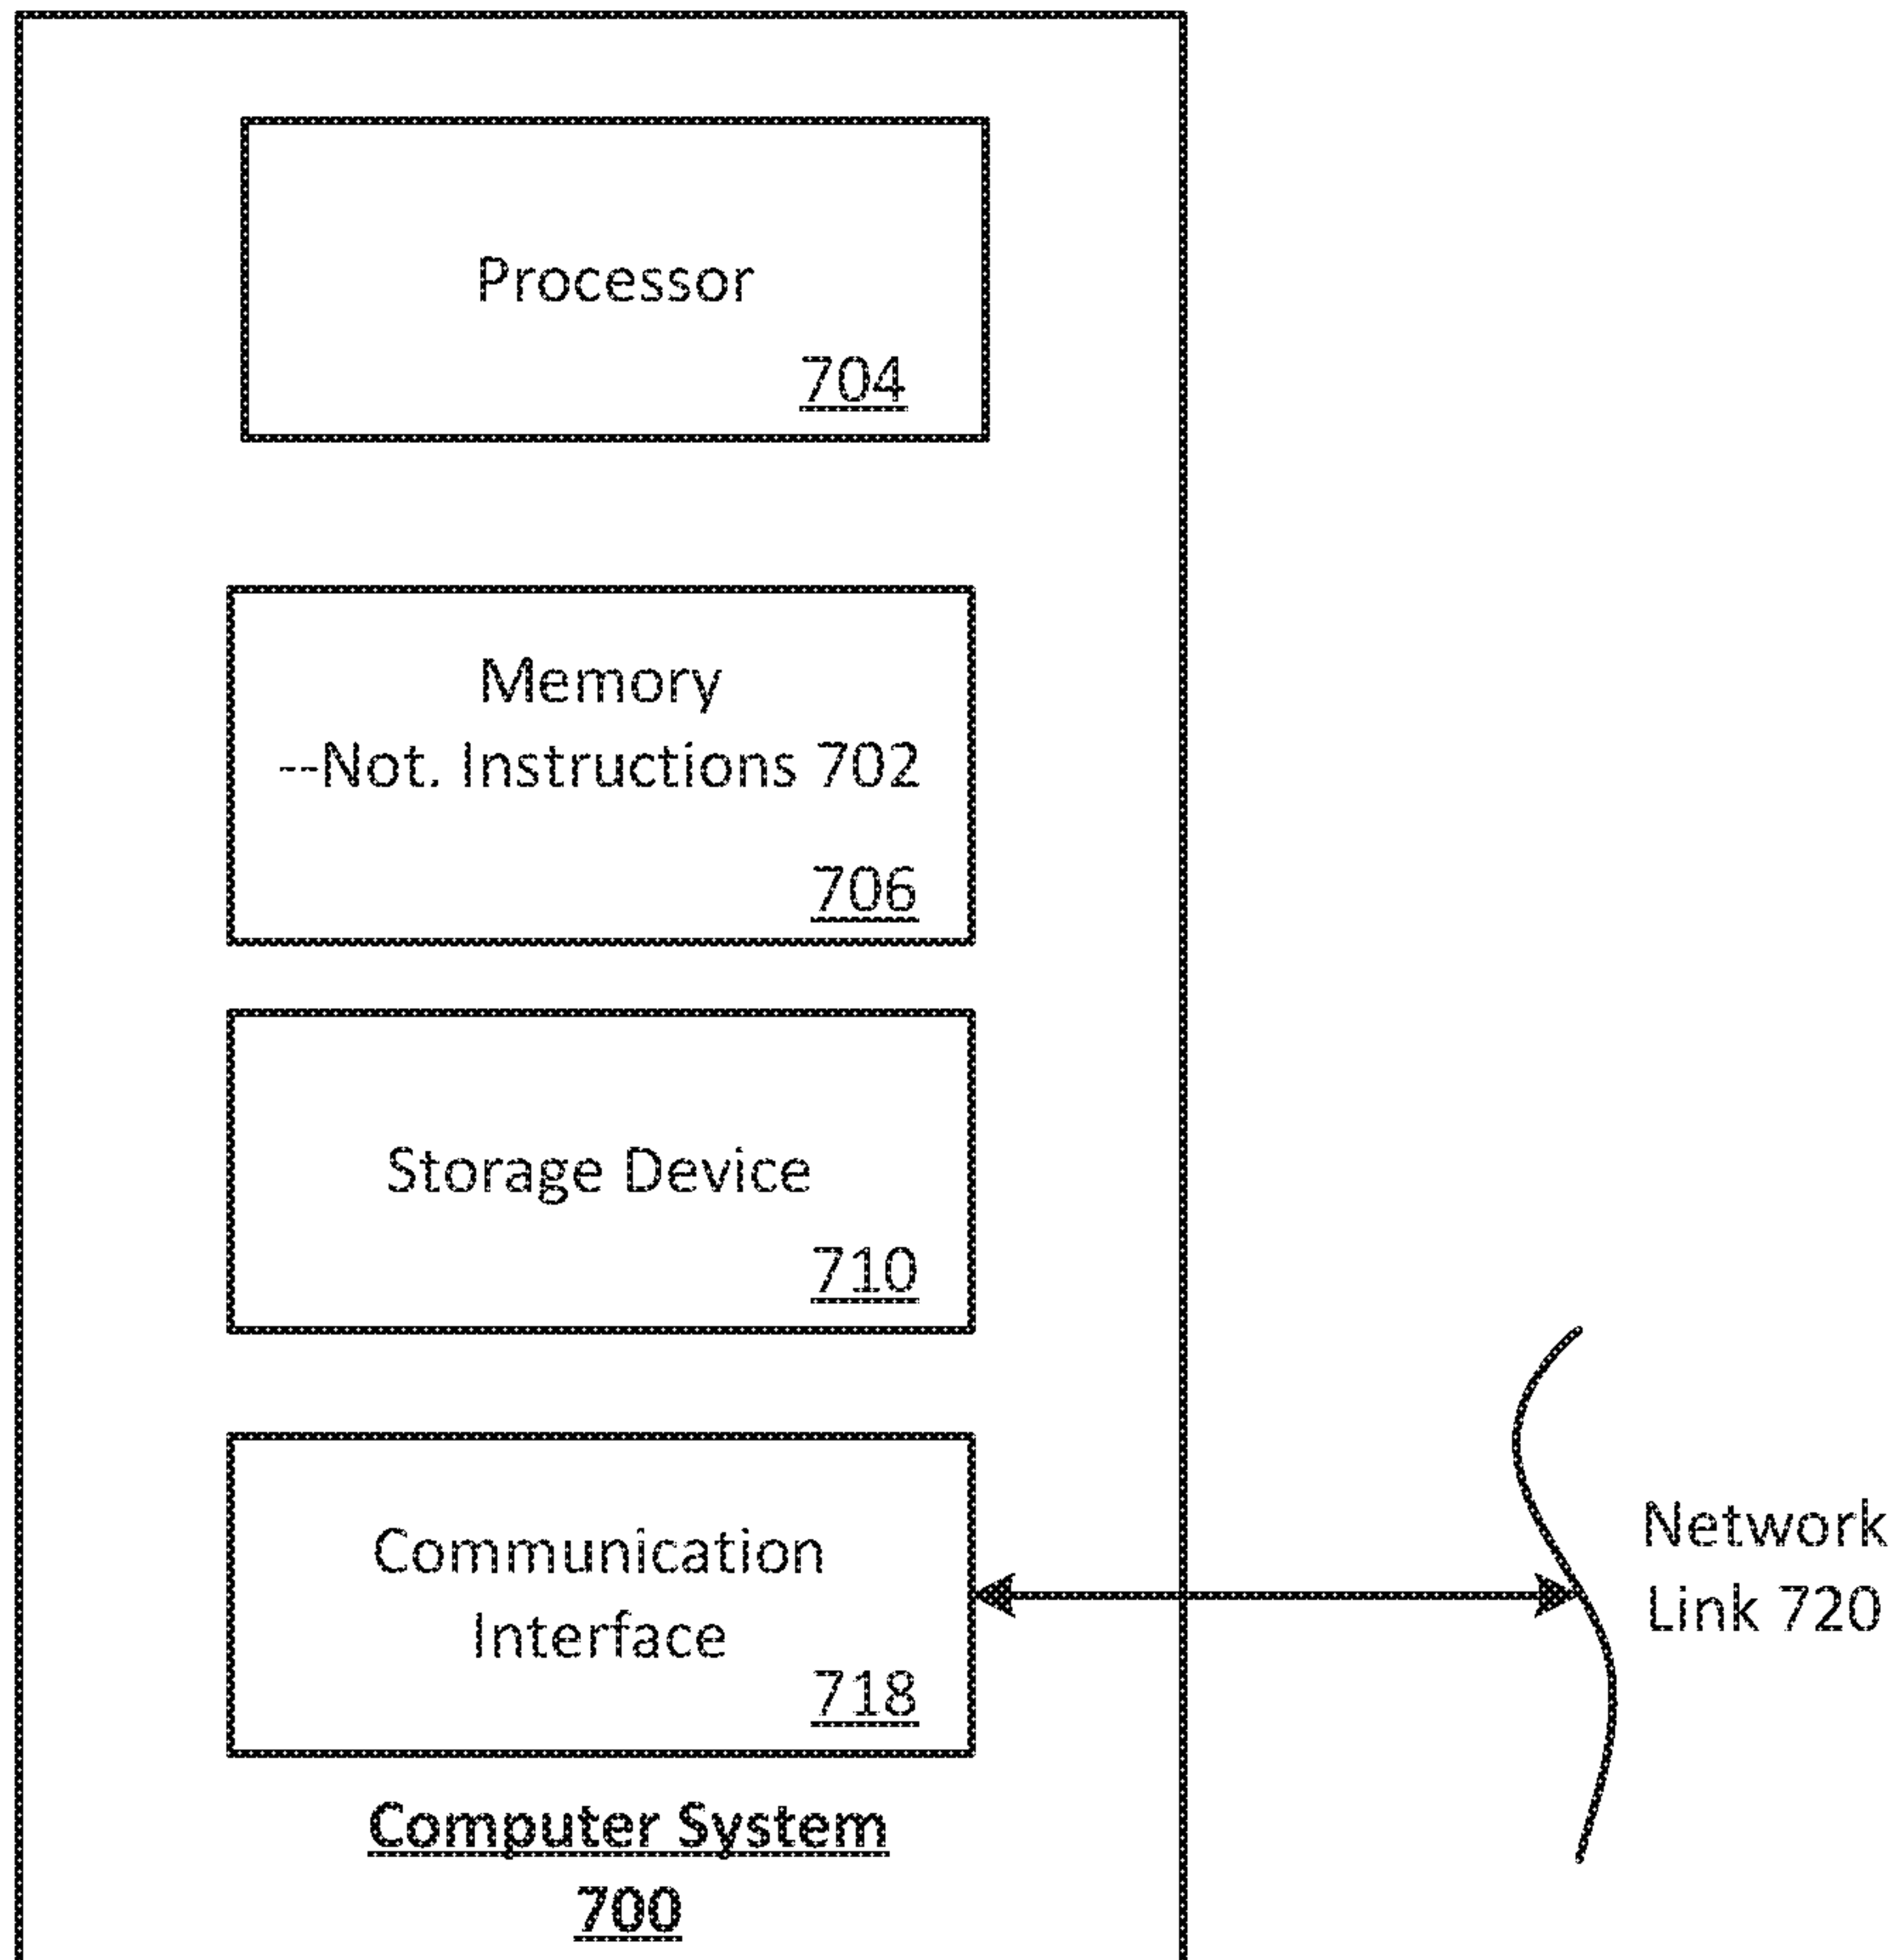 Processor
704
Memory
--Not. Instructions 702
706
Storage Device
710
Communication
Interface
718
Network
Link 720
Computer System
700